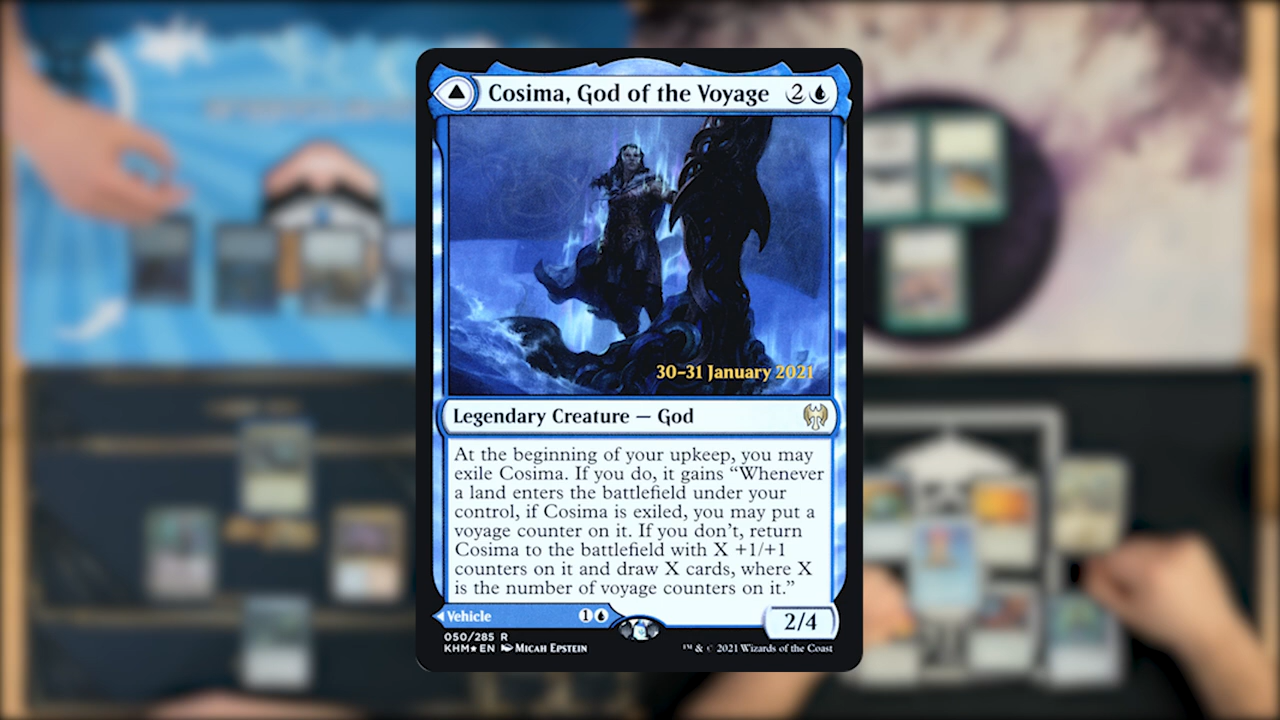 Cosima, God of the Voyage 2
30-31 January 2021
Legendary Creature — God
At the beginning of your upkeep, you may
exile Cosima. If you do, it gains “Whenever
a land enters the battlefield under your
control, if Cosima is exiled, you may put a
voyage counter on it. If you don’t, return
Cosima to the battlefield with X +1/+1
counters on it and draw X cards, where X
is the number of voyage counters on it.”
Vehicle 1
2/4
050/285 R
KHM★EN Micah Epstein
™ & © 2021 Wizards of the Coast